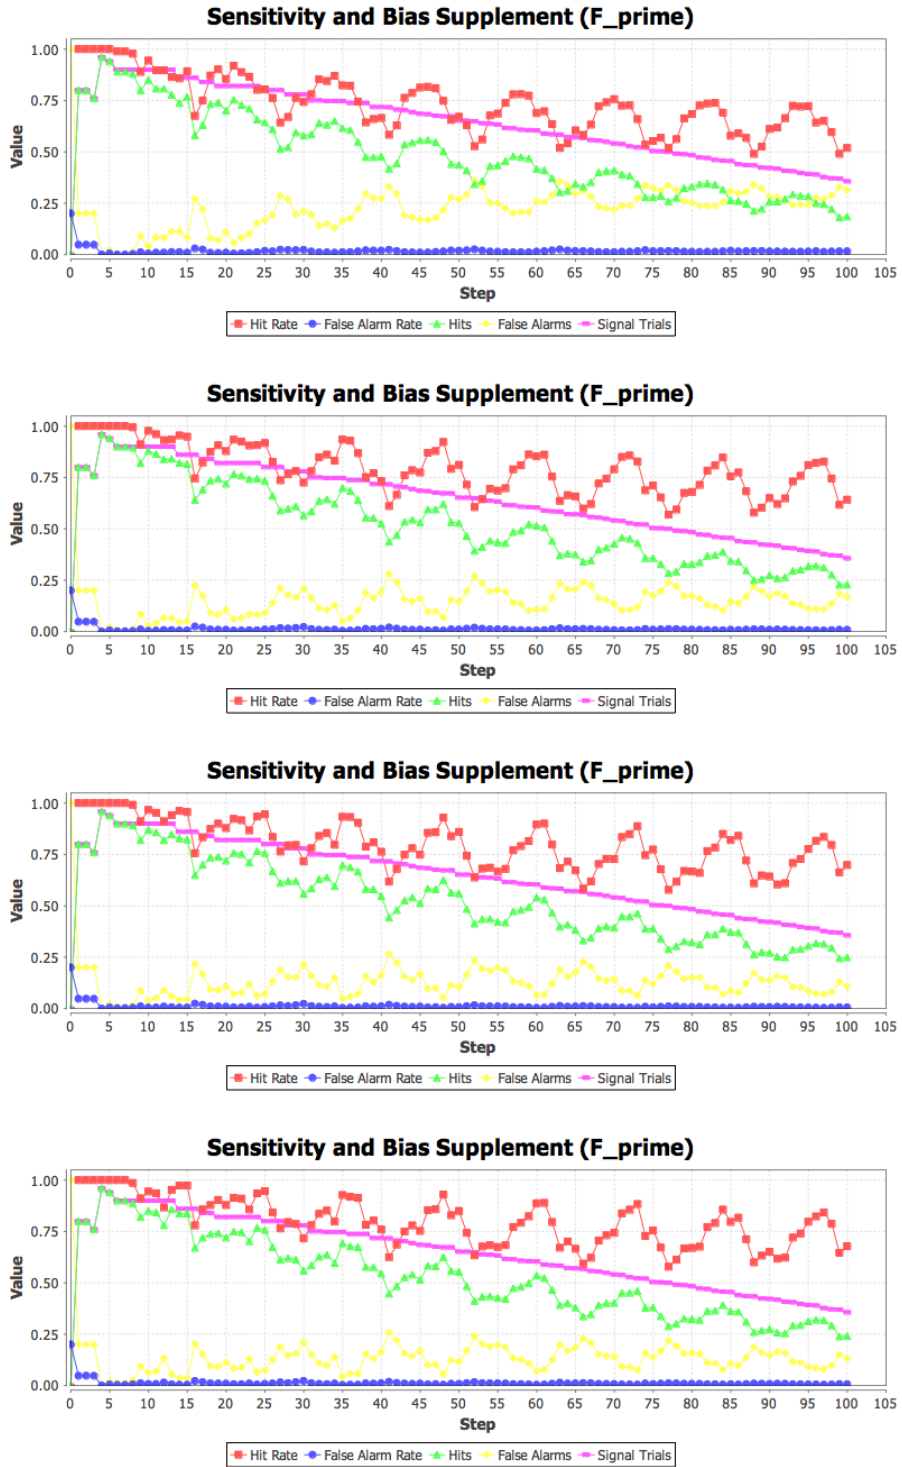 Sensitivity and Bias Supplement (F_prime)
1.00
0.75
0.50
0.25
0.00
Value
0 5 10 15 20 25 30 35 40 45 50 55 60 65 70 75 80 85 90 95 100 105
Step
Hit Rate False Alarm Rate Hits False Alarms Signal Trials
Sensitivity and Bias Supplement (F_prime)
1.00
0.75
0.50
0.25
0.00
Value
0 5 10 15 20 25 30 35 40 45 50 55 60 65 70 75 80 85 90 95 100 105
Step
Hit Rate False Alarm Rate Hits False Alarms Signal Trials
Sensitivity and Bias Supplement (F_prime)
1.00
0.75
0.50
0.25
0.00
Value
0 5 10 15 20 25 30 35 40 45 50 55 60 65 70 75 80 85 90 95 100 105
Step
Hit Rate False Alarm Rate Hits False Alarms Signal Trials
Sensitivity and Bias Supplement (F_prime)
1.00
0.75
0.50
0.25
0.00
Value
0 5 10 15 20 25 30 35 40 45 50 55 60 65 70 75 80 85 90 95 100 105
Step
Hit Rate False Alarm Rate Hits False Alarms Signal Trials